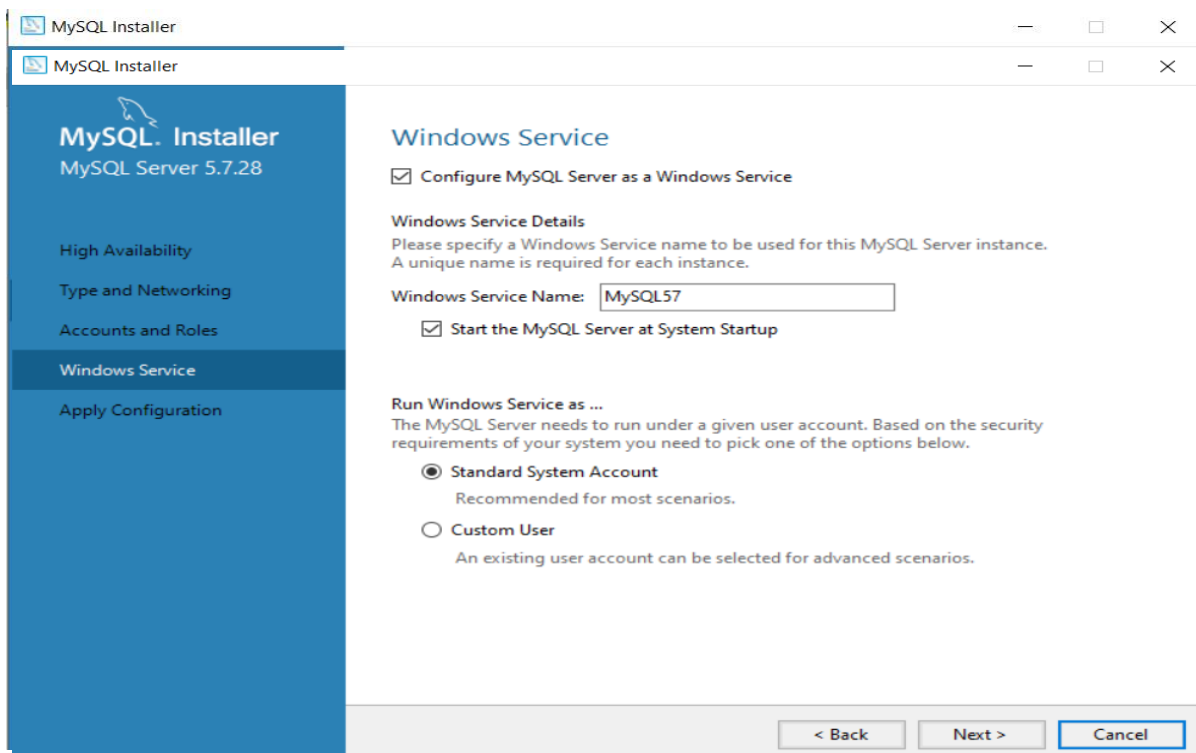 MySQL Installer
MySQL Installer
MySQL. Installer
MySQL Server 5.7.28
High Availability
Type and Networking
Accounts and Roles
Windows Service
Apply Configuration
Windows Service
Configure MySQL Server as a Windows Service
Windows Service Details
Please specify a Windows Service name to be used for this MySQL Server instance.
A unique name is required for each instance.
Windows Service Name: MySQL57
Start the MySQL Server at System Startup
Run Windows Service as ...
The MySQL Server needs to run under a given user account. Based on the security
requirements of your system you need to pick one of the options below.
Standard System Account
Recommended for most scenarios.
Custom User
An existing user account can be selected for advanced scenarios.
< Back Next > Cancel